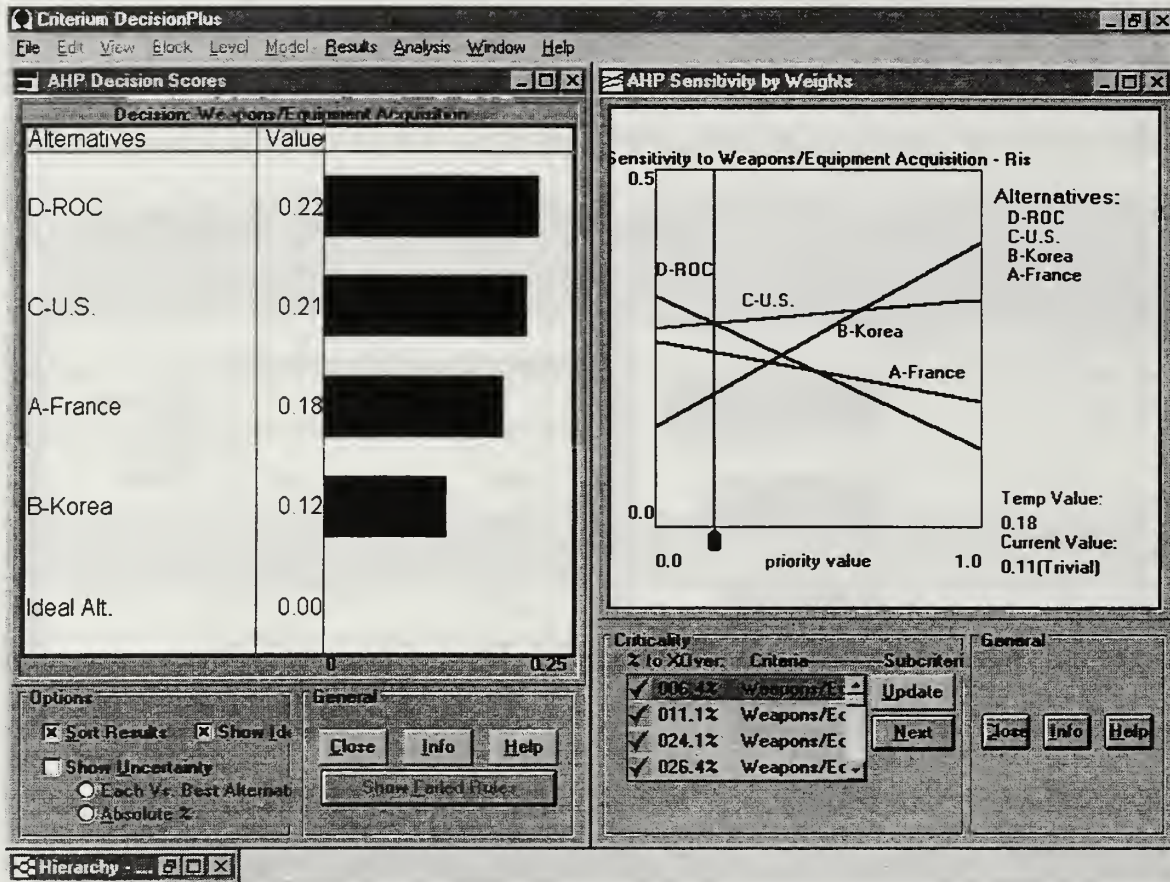 Criterium DecisionPlus
File Edit View Block Level Model Results Analysis Window Help
AHP Decision Scores
Decision: Weapons/Equipment Acquisition
Alternatives Value
D-ROC 0.22
C-U.S. 0.21
A-France 0.18
B-Korea 0.12
Ideal Alt. 0.00
0 0.25
Options
Sort Results Show Ide
Show Uncertainty
Each Vs. Best Alternat
Absolute %
General
Close Info Help
Show Failed Rules
AHP Sensitivity by Weights
Sensitivity to Weapons/Equipment Acquisition - Ris
0.5
D-ROC
C-U.S.
B-Korea
A-France
0.0
0.0 priority value 1.0
Alternatives:
D-ROC
C-U.S.
B-Korea
A-France
Temp Value:
0.18
Current Value:
0.11(Trivial)
Criticality
% to XOver: Criteria Subcriteri
006.4% Weapons/Ec
011.1% Weapons/Ec
024.1% Weapons/Ec
026.4% Weapons/Ec
Update
Next
General
Close Info Help
Hierarchy - ...